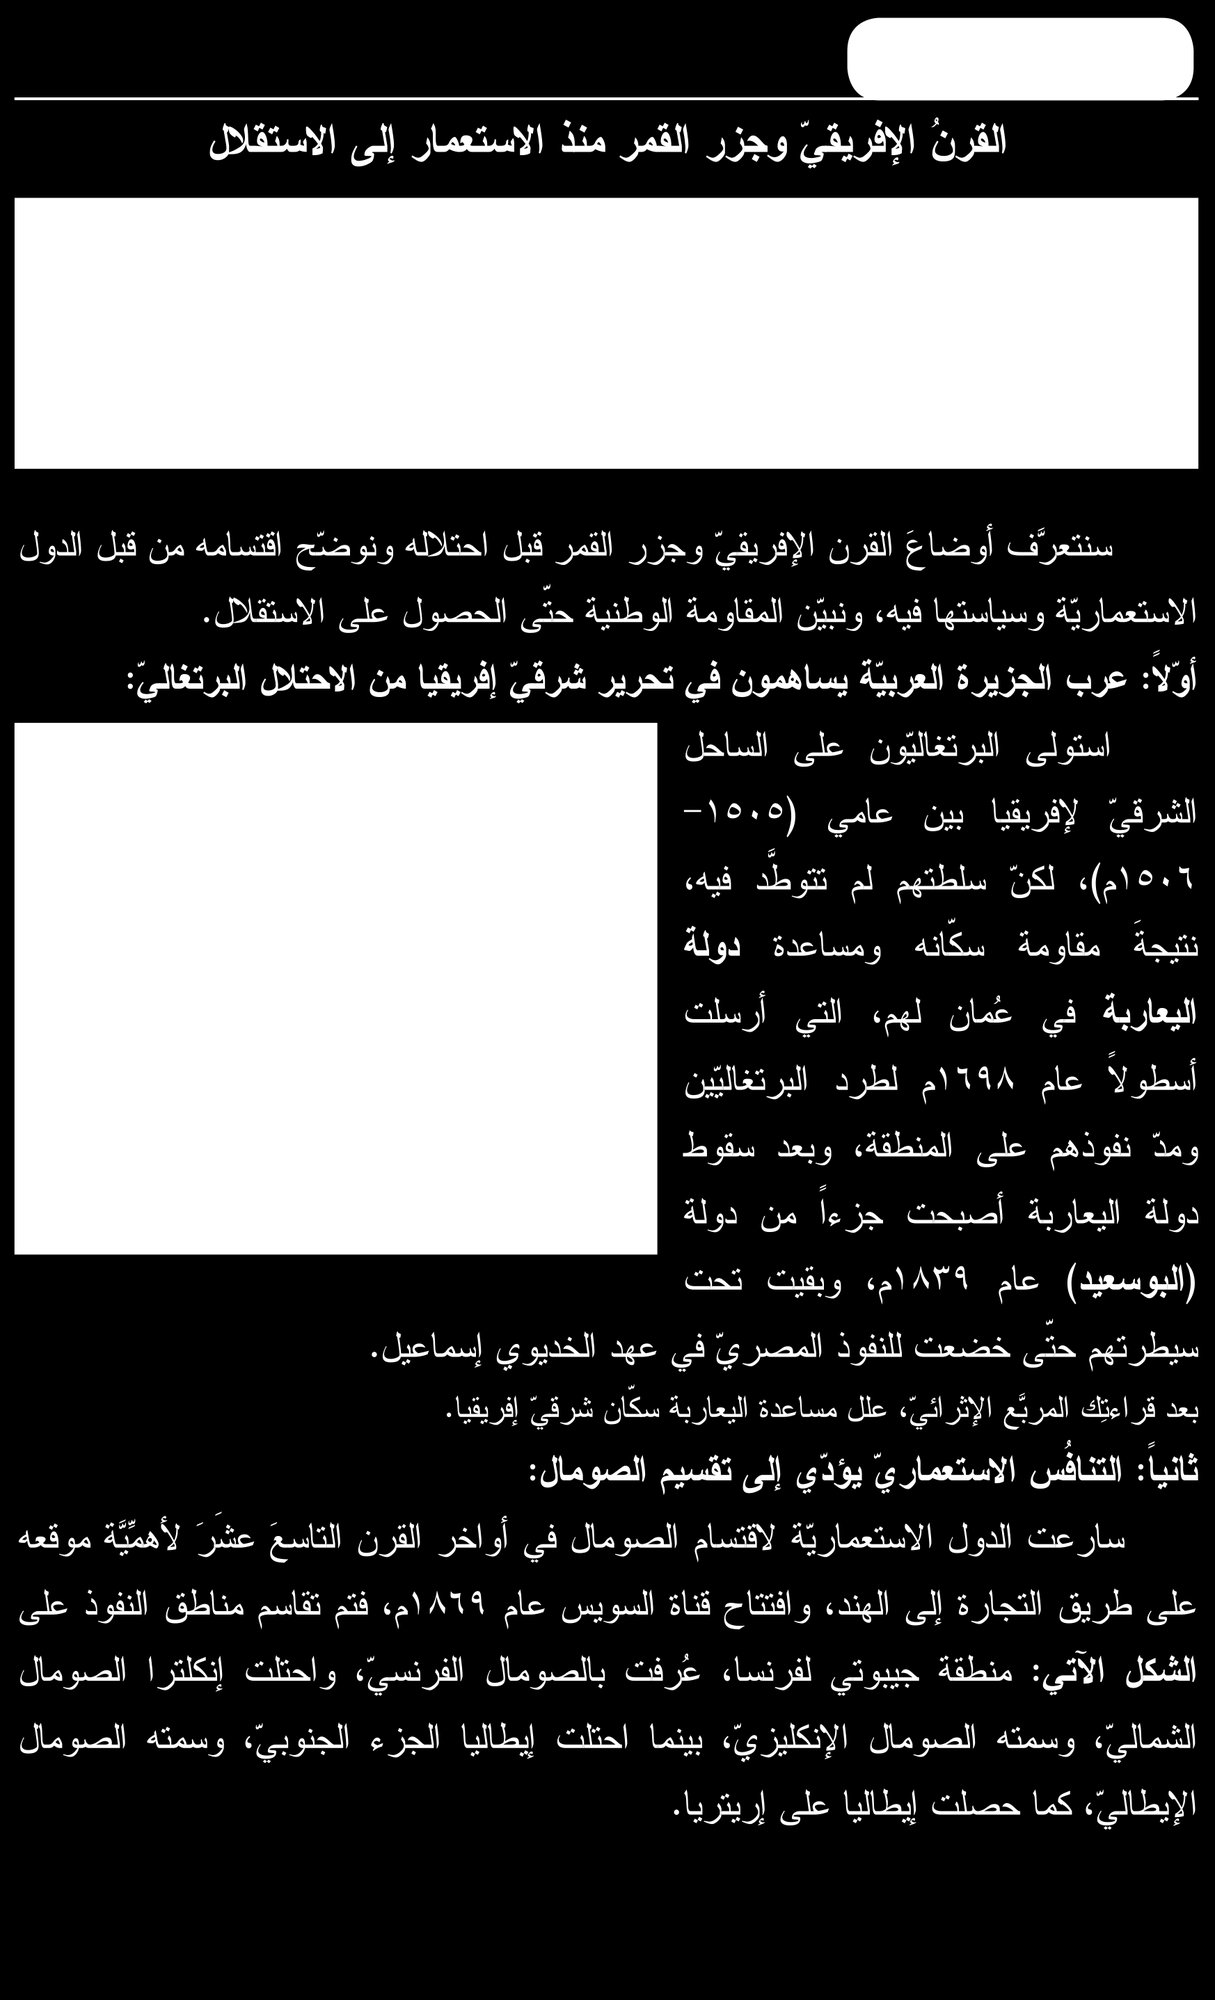 القرنُ الإفريقيّ وجزر القمر منذ الاستعمار إلى الاستقلال
سنتعرَّف أوضاعَ القرن الإفريقيّ وجزر القمر قبل احتلاله ونوضّح اقتسامه من قبل الدول
الاستعماريّة وسياستها فيه، ونبيّن المقاومة الوطنية حتّى الحصول على الاستقلال.
أوّلاً: عرب الجزيرة العربيّة يساهمون في تحرير شرقيّ إفريقيا من الاحتلال البرتغاليّ:
استولى البرتغاليّون على الساحل
الشرقيّ لإفريقيا بين عامي (١٥٠٥-
١٥٠٦م)، لكنّ سلطتهم لم تتوطَّد فيه،
نتيجةَ مقاومة سكّانه ومساعدة دولة
اليعاربة في عُمان لهم، التي أرسلت
أسطولاً عام ١٦٩٨م لطرد البرتغاليّين
ومدّ نفوذهم على المنطقة، وبعد سقوط
دولة اليعاربة أصبحت جزءاً من دولة
(البوسعيد) عام ١٨٣٩م، وبقيت تحت
سيطرتهم حتّى خضعت للنفوذ المصريّ في عهد الخديوي إسماعيل.
بعد قراءتِك المربَّع الإثرائيّ، علل مساعدة اليعاربة سكّان شرقيّ إفريقيا.
ثانياً: التنافُس الاستعماريّ يؤدّي إلى تقسيم الصومال:
سارعت الدول الاستعماريّة لاقتسام الصومال في أواخر القرن التاسعَ عشَرَ لأهمِّيَّة موقعه
على طريق التجارة إلى الهند، وافتتاح قناة السويس عام ١٨٦٩م، فتم تقاسم مناطق النفوذ على
الشكل الآتي: منطقة جيبوتي لفرنسا، عُرفت بالصومال الفرنسيّ، واحتلت إنكلترا الصومال
الشماليّ، وسمته الصومال الإنكليزيّ، بينما احتلت إيطاليا الجزء الجنوبيّ، وسمته الصومال
الإيطاليّ، كما حصلت إيطاليا على إريتريا.